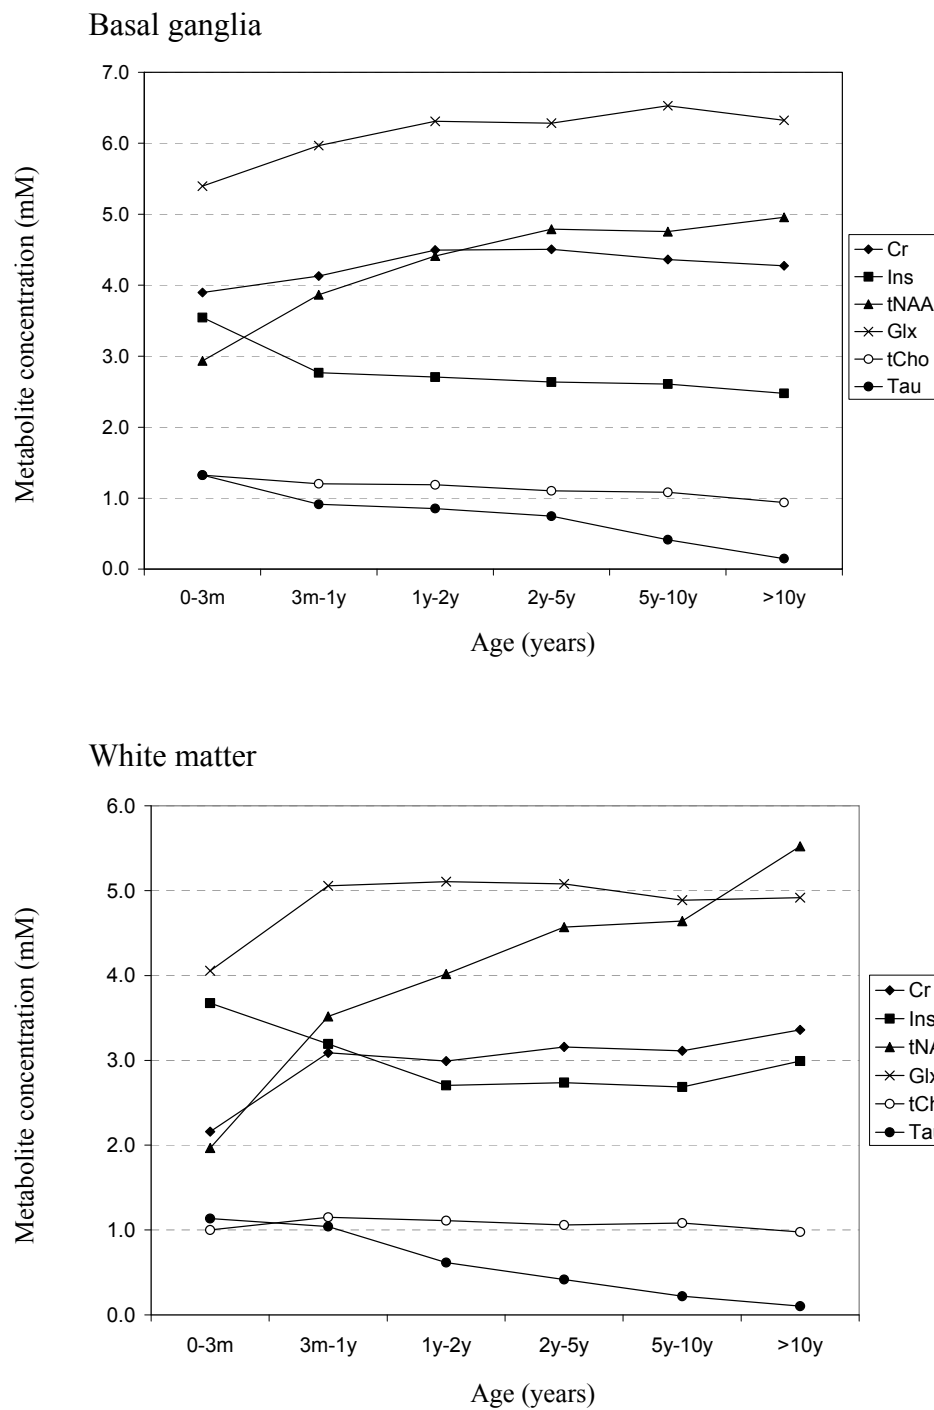 Basal ganglia
7.0
6.0
5.0
4.0
3.0
2.0
1.0
0.0
Metabolite concentration (mM)
0-3m 3m-1y 1y-2y 2y-5y 5y-10y >10y
Age (years)
Cr
Ins
tNAA
Glx
tCho
Tau
White matter
6.0
5.0
4.0
3.0
2.0
1.0
0.0
Metabolite concentration (mM)
0-3m 3m-1y 1y-2y 2y-5y 5y-10y >10y
Age (years)
Cr
Ins